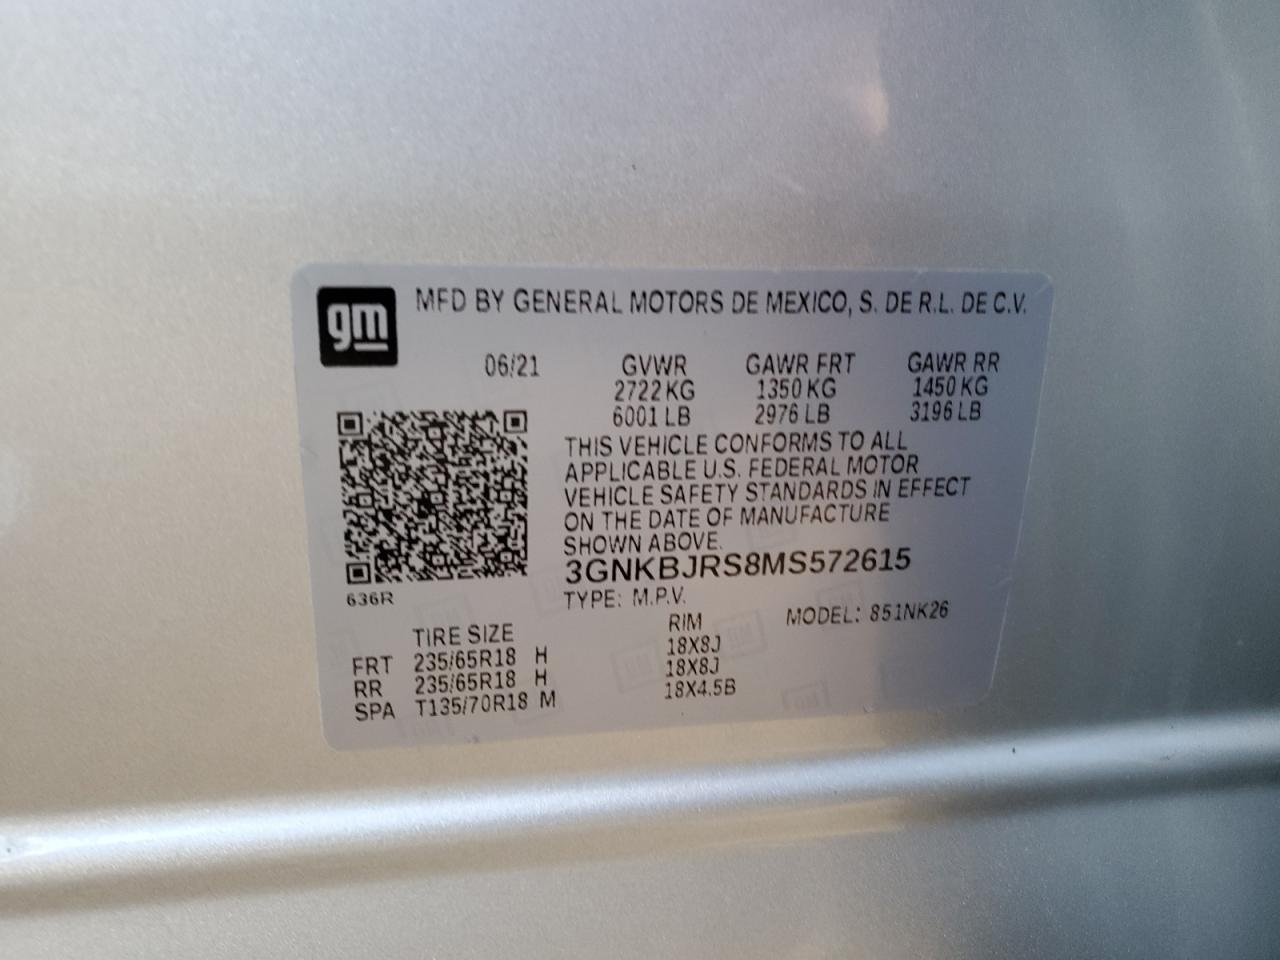 gm MFD BY GENERAL MOTORS DE MEXICO, S. DE R.L. DE C.V.
06/21 GVWR GAWR FRT GAWR RR
2722 KG 1350 KG 1450 KG
6001 LB 2976 LB 3196 LB
THIS VEHICLE CONFORMS TO ALL
APPLICABLE U.S. FEDERAL MOTOR
VEHICLE SAFETY STANDARDS IN EFFECT
ON THE DATE OF MANUFACTURE
SHOWN ABOVE.
3GNKBJRS8MS572615
636R
TYPE: M.P.V. MODEL: 851NK26
TIRE SIZE RIM
FRT 235/65R18 H 18X8J
RR 235/65R18 H 18X8J
SPA T135/70R18 M 18X4.5B